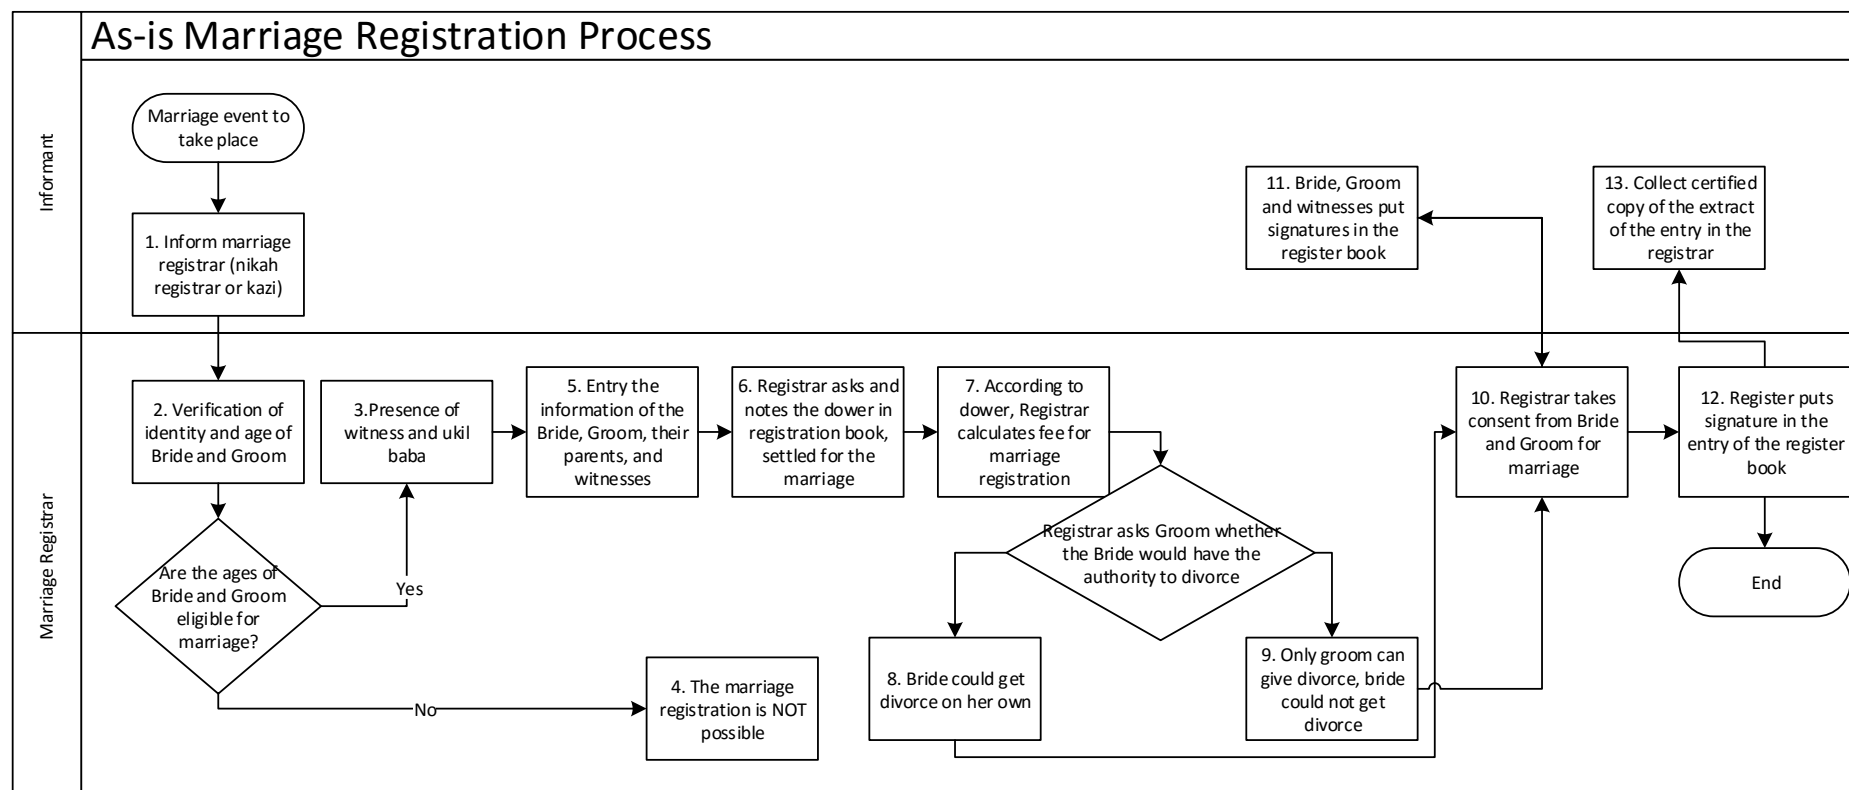 As-is Marriage Registration Process
Informant
Marriage event to
take place
1. Inform marriage
registrar (nikah
registrar or kazi)
11. Bride, Groom
and witnesses put
signatures in the
register book
13. Collect certified
copy of the extract
of the entry in the
registrar
Marriage Registrar
2. Verification of
identity and age of
Bride and Groom
3.Presence of
witness and ukil
baba
5. Entry the
information of the
Bride, Groom, their
parents, and
witnesses
6. Registrar asks and
notes the dower in
registration book,
settled for the
marriage
7. According to
dower, Registrar
calculates fee for
marriage
registration
10. Registrar takes
consent from Bride
and Groom for
marriage
12. Register puts
signature in the
entry of the register
book
Are the ages of
Bride and Groom
eligible for
marriage?
Yes
No
4. The marriage
registration is NOT
possible
Registrar asks Groom whether
the Bride would have the
authority to divorce
8. Bride could get
divorce on her own
9. Only groom can
give divorce, bride
could not get
divorce
End